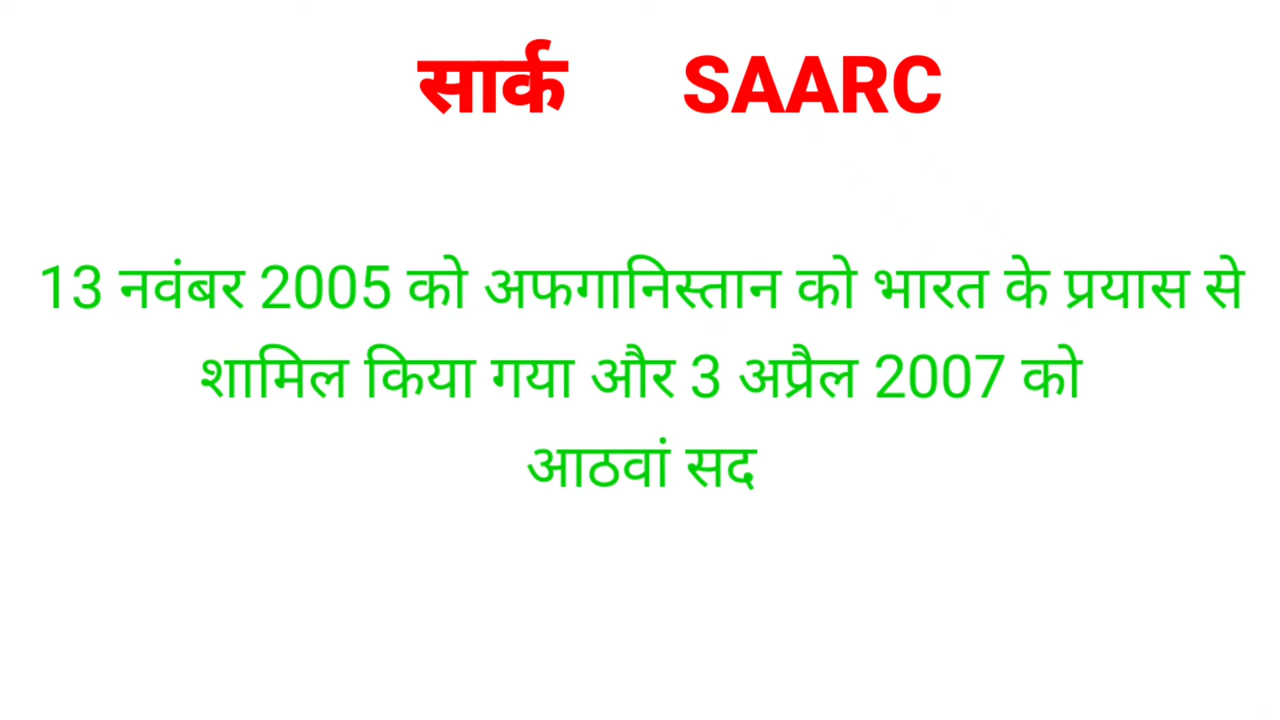 सार्क SAARC
13 नवंबर 2005 को अफगानिस्तान को भारत के प्रयास से
शामिल किया गया और 3 अप्रैल 2007 को
आठवां सद